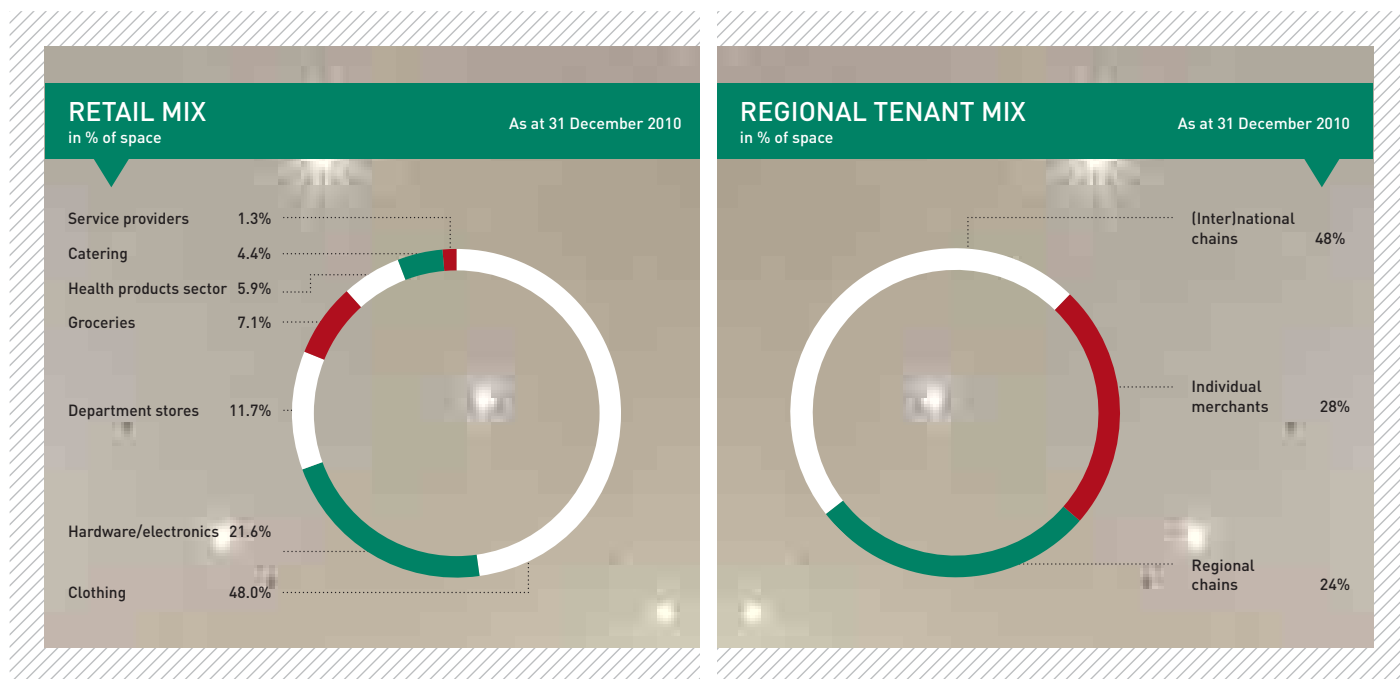 RETAIL MIX
in % of space
As at 31 December 2010
Service providers 1.3%
Catering 4.4%
Health products sector 5.9%
Groceries 7.1%
Department stores 11.7%
Hardware/electronics 21.6%
Clothing 48.0%
REGIONAL TENANT MIX
in % of space
As at 31 December 2010
(Inter)national
chains 48%
Individual
merchants 28%
Regional
chains 24%